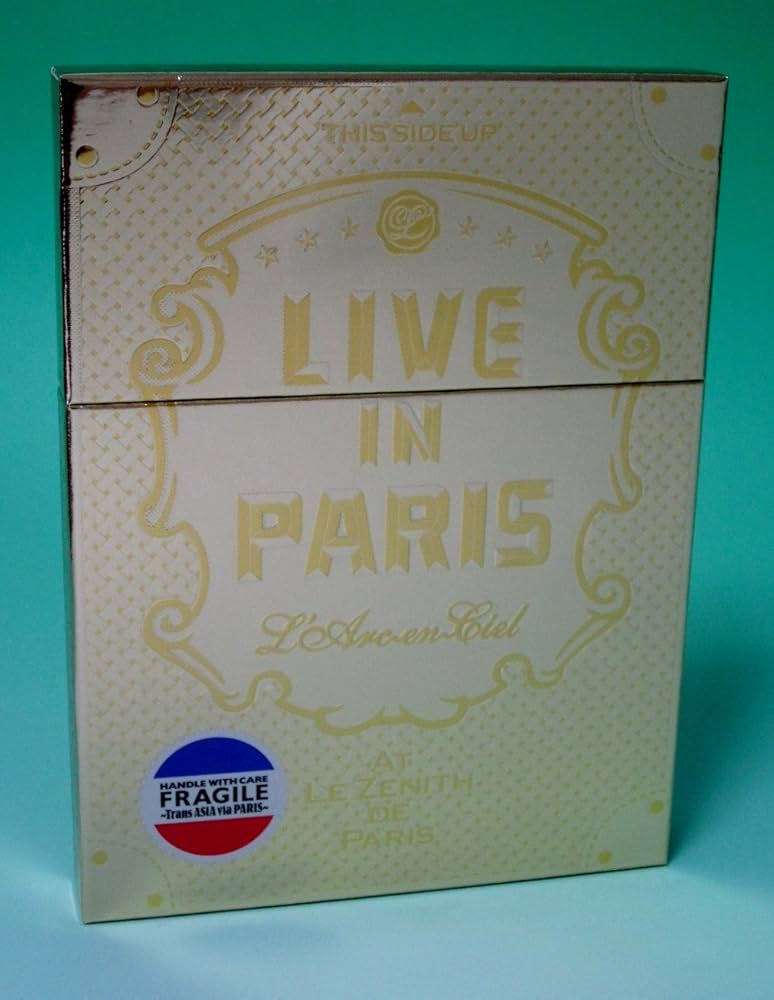 THIS SIDE UP
LIVE
IN
PARIS
L'Arc~en~Ciel
HANDLE WITH CARE
FRAGILE
~Trans ASIA via PARIS~
AT
LE ZENITH
DE
PARIS